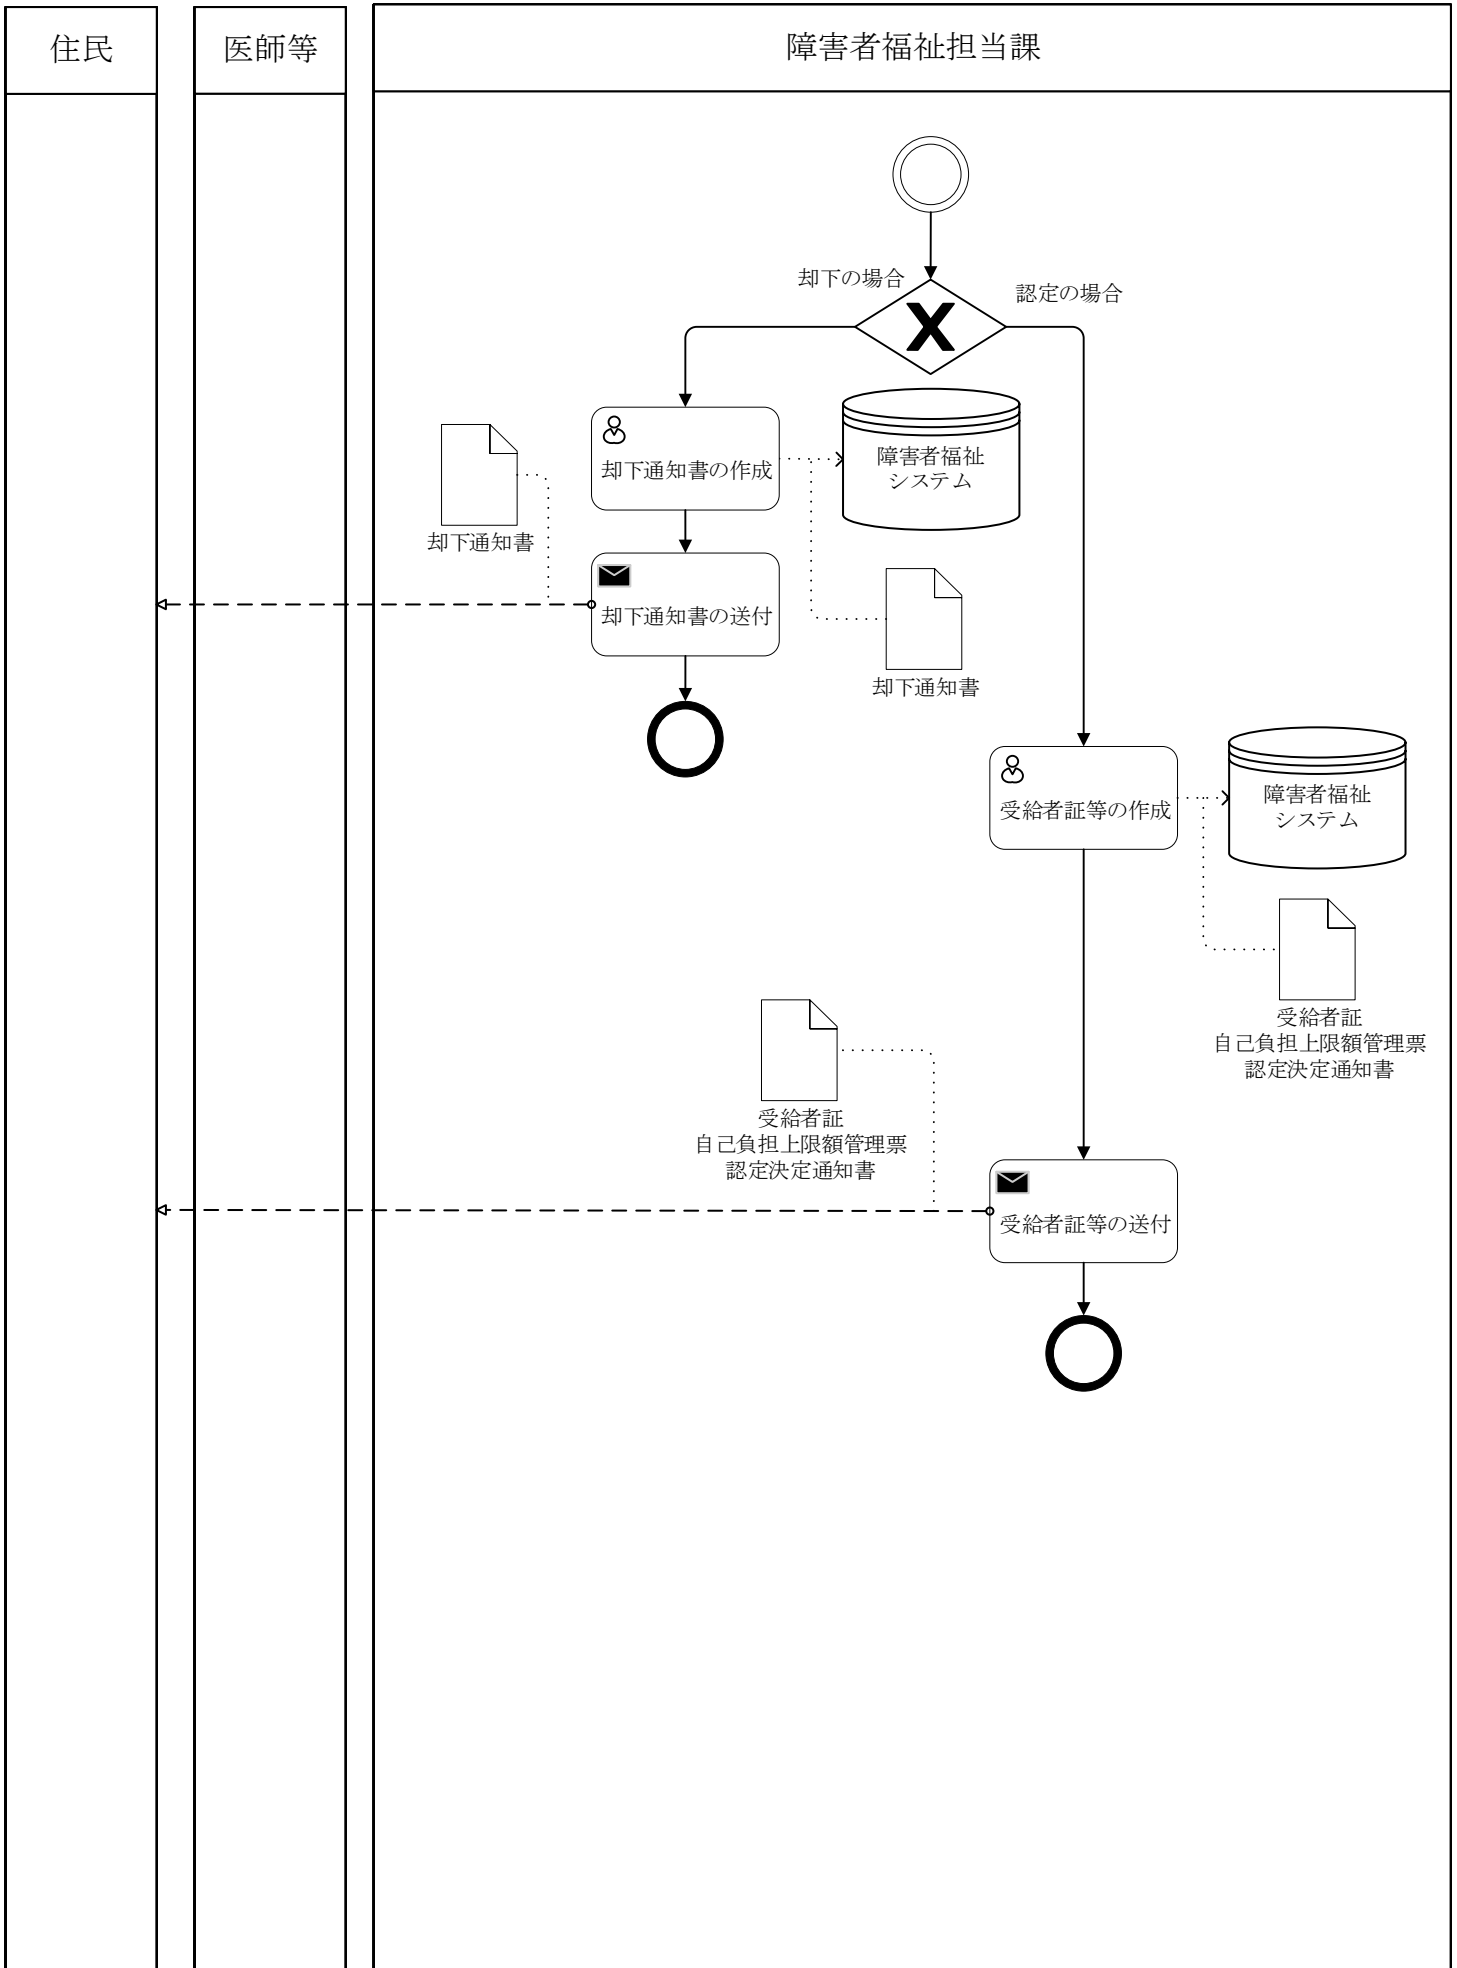 住民
医師等
障害者福祉担当課
却下の場合
認定の場合
却下通知書の作成
障害者福祉
システム
却下通知書
却下通知書の送付
却下通知書
受給者証等の作成
障害者福祉
システム
受給者証
自己負担上限額管理票
認定決定通知書
受給者証
自己負担上限額管理票
認定決定通知書
受給者証等の送付